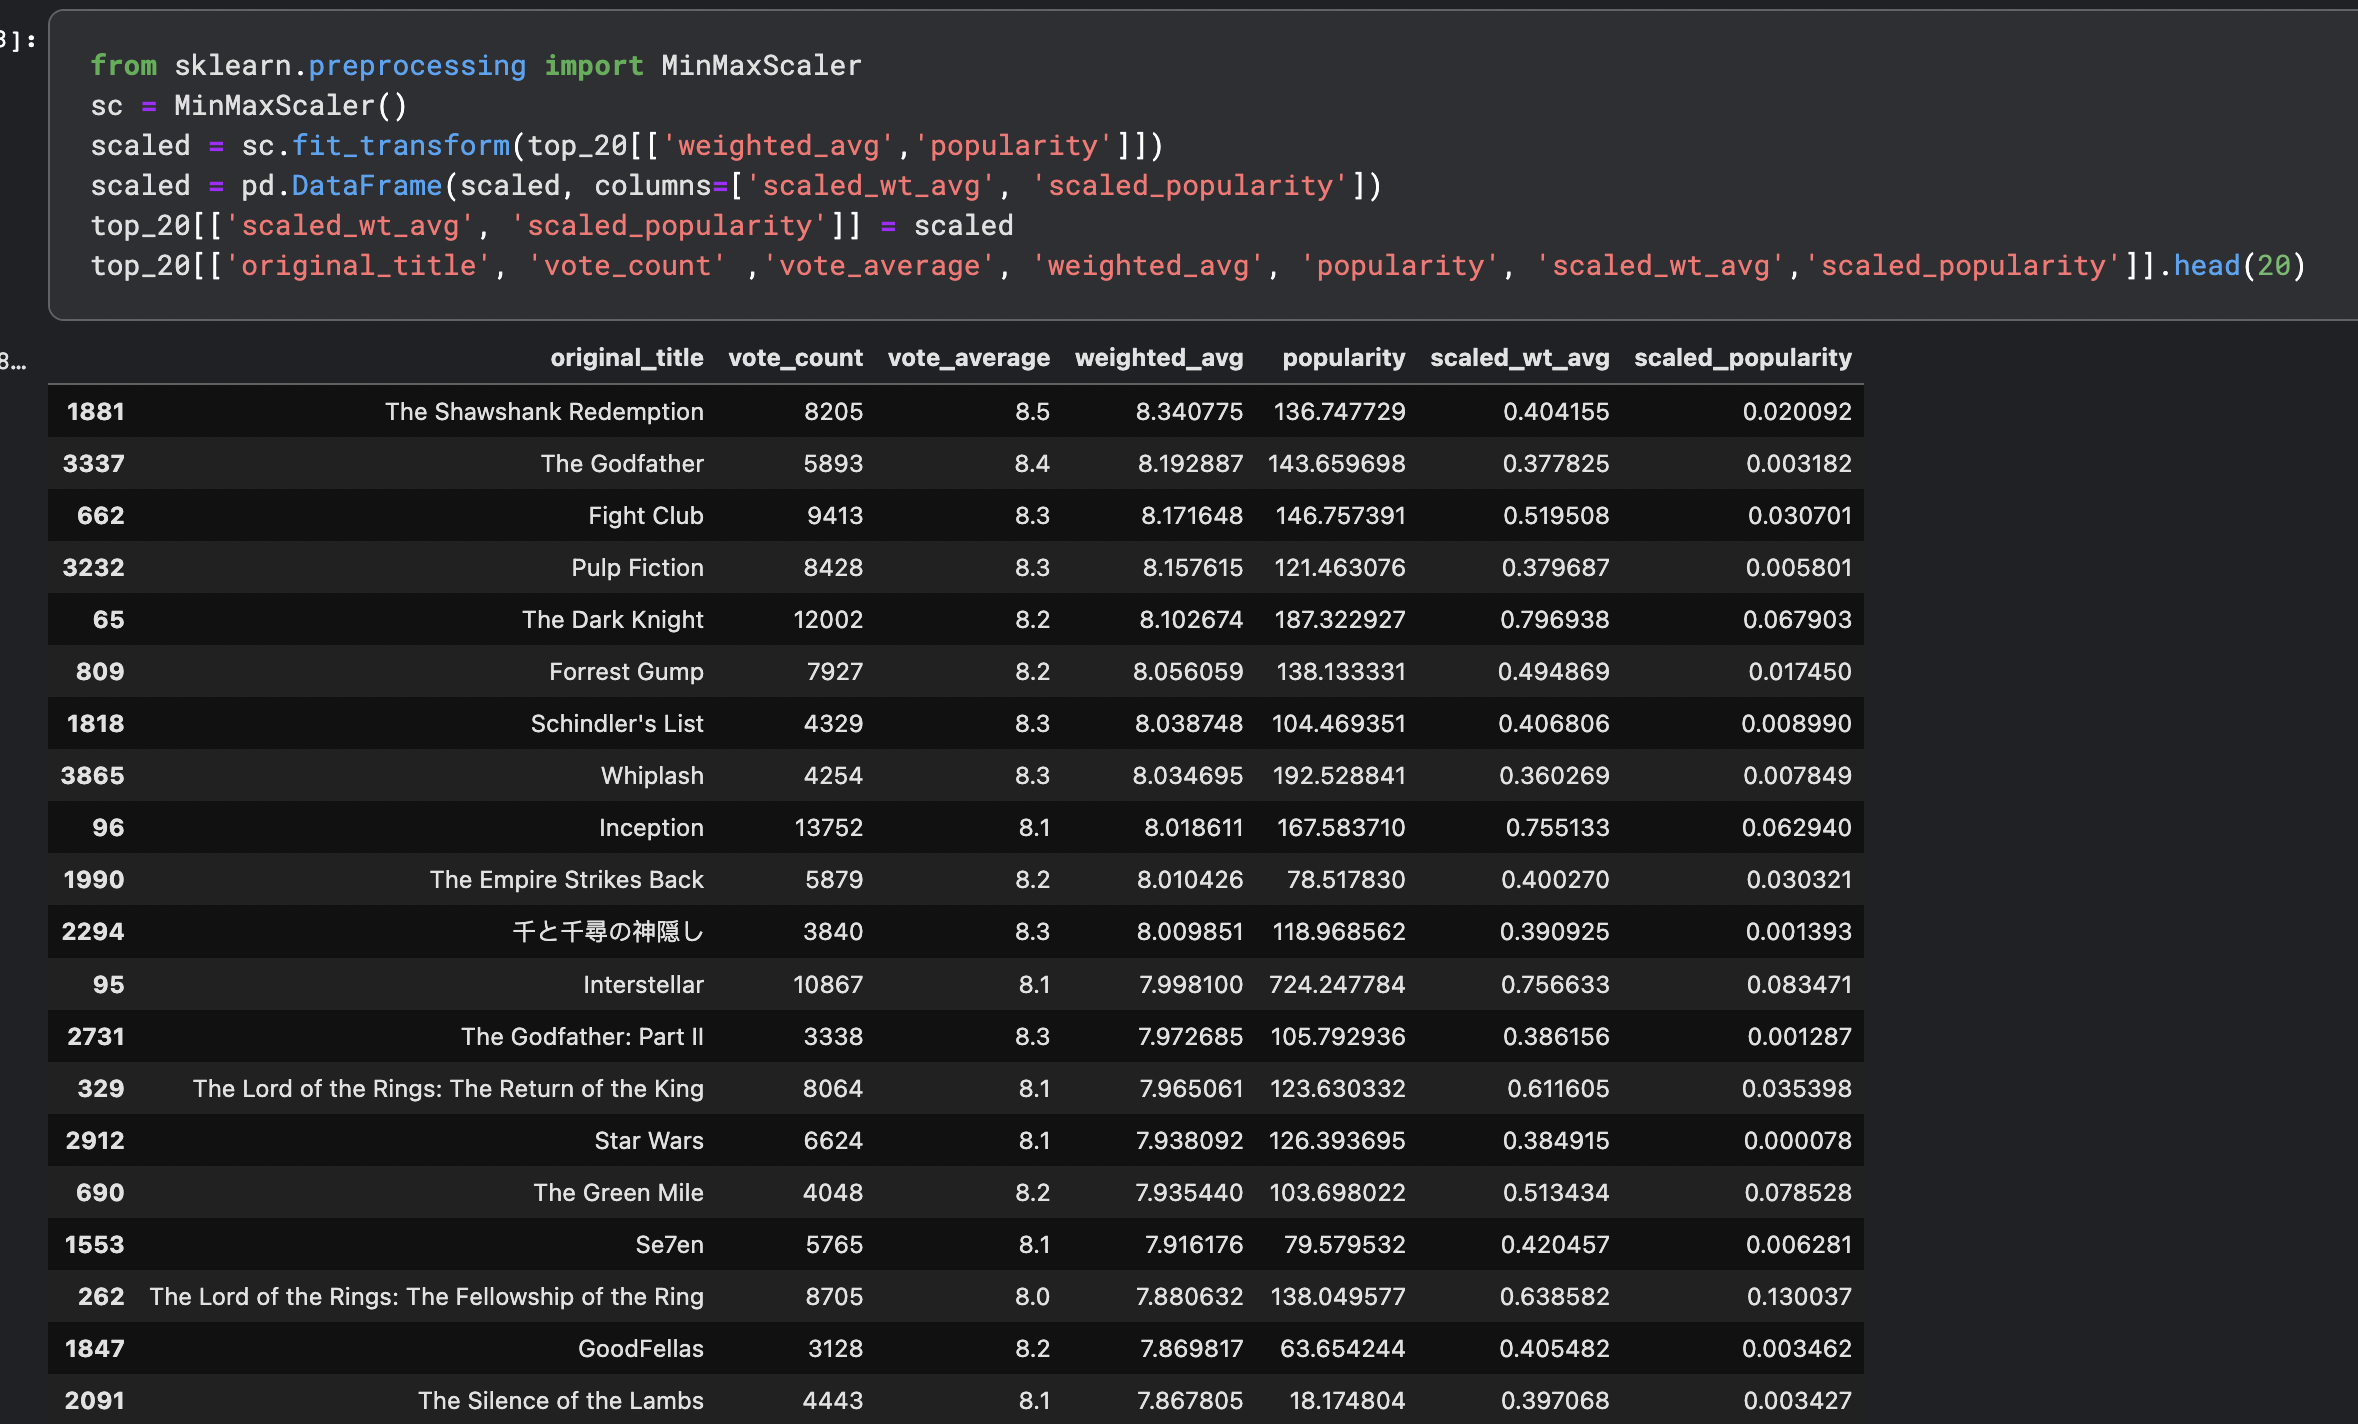 3]:
from sklearn.preprocessing import MinMaxScaler
sc = MinMaxScaler()
scaled = sc.fit_transform(top_20[['weighted_avg','popularity']])
scaled = pd.DataFrame(scaled, columns=['scaled_wt_avg', 'scaled_popularity'])
top_20[['scaled_wt_avg', 'scaled_popularity']] = scaled
top_20[['original_title', 'vote_count' ,'vote_average', 'weighted_avg', 'popularity', 'scaled_wt_avg','scaled_popularity']].head(20)
8...
original_title vote_count vote_average weighted_avg popularity scaled_wt_avg scaled_popularity
1881 The Shawshank Redemption 8205 8.5 8.340775 136.747729 0.404155 0.020092
3337 The Godfather 5893 8.4 8.192887 143.659698 0.377825 0.003182
662 Fight Club 9413 8.3 8.171648 146.757391 0.519508 0.030701
3232 Pulp Fiction 8428 8.3 8.157615 121.463076 0.379687 0.005801
65 The Dark Knight 12002 8.2 8.102674 187.322927 0.796938 0.067903
809 Forrest Gump 7927 8.2 8.056059 138.133331 0.494869 0.017450
1818 Schindler's List 4329 8.3 8.038748 104.469351 0.406806 0.008990
3865 Whiplash 4254 8.3 8.034695 192.528841 0.360269 0.007849
96 Inception 13752 8.1 8.018611 167.583710 0.755133 0.062940
1990 The Empire Strikes Back 5879 8.2 8.010426 78.517830 0.400270 0.030321
2294 千と千尋の神隠し 3840 8.3 8.009851 118.968562 0.390925 0.001393
95 Interstellar 10867 8.1 7.998100 724.247784 0.756633 0.083471
2731 The Godfather: Part II 3338 8.3 7.972685 105.792936 0.386156 0.001287
329 The Lord of the Rings: The Return of the King 8064 8.1 7.965061 123.630332 0.611605 0.035398
2912 Star Wars 6624 8.1 7.938092 126.393695 0.384915 0.000078
690 The Green Mile 4048 8.2 7.935440 103.698022 0.513434 0.078528
1553 Se7en 5765 8.1 7.916176 79.579532 0.420457 0.006281
262 The Lord of the Rings: The Fellowship of the Ring 8705 8.0 7.880632 138.049577 0.638582 0.130037
1847 GoodFellas 3128 8.2 7.869817 63.654244 0.405482 0.003462
2091 The Silence of the Lambs 4443 8.1 7.867805 18.174804 0.397068 0.003427